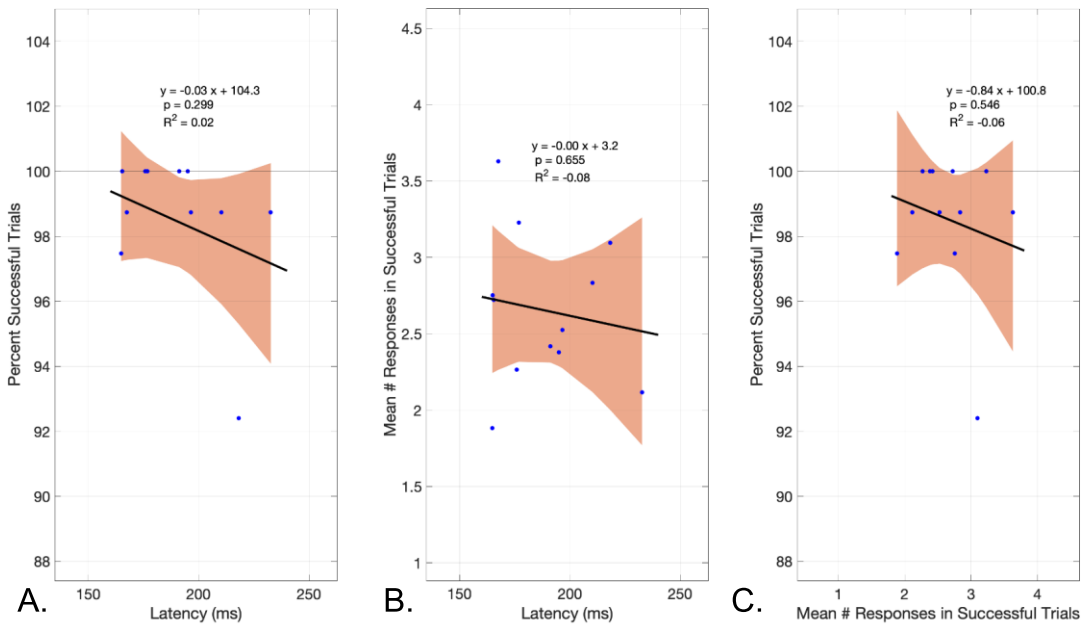 104
102
100
98
96
94
92
90
88
Percent Successful Trials
y = -0.03 x + 104.3
p = 0.299
R² = 0.02
150
200
250
Latency (ms)
A.
4.5
4
3.5
3
2.5
2
1.5
1
Mean # Responses in Successful Trials
y = -0.00 x + 3.2
p = 0.655
R² = -0.08
150
200
250
Latency (ms)
B.
104
102
100
98
96
94
92
90
88
Percent Successful Trials
y = -0.84 x + 100.8
p = 0.546
R² = -0.06
1
2
3
4
Mean # Responses in Successful Trials
C.